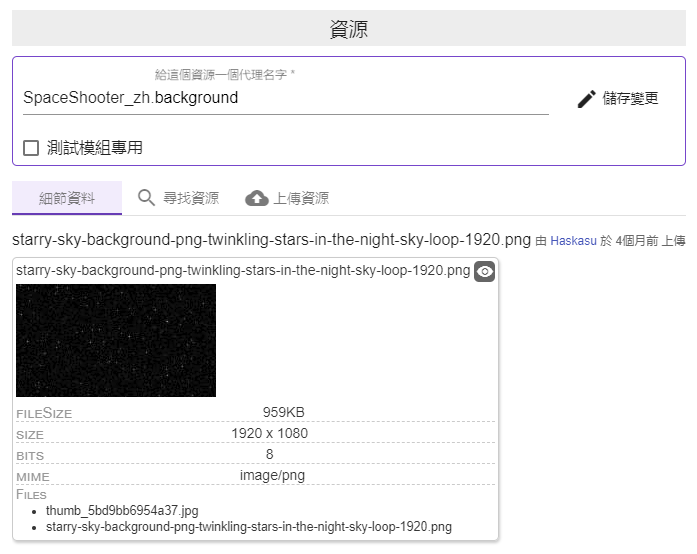 資源
給這個資源一個代理名字 *
SpaceShooter_zh.background
儲存變更
測試模組專用
細節資料 尋找資源 上傳資源
starry-sky-background-png-twinkling-stars-in-the-night-sky-loop-1920.png 由 Haskasu 於 4個月前 上傳
starry-sky-background-png-twinkling-stars-in-the-night-sky-loop-1920.png
FILESIZE 959KB
SIZE 1920 x 1080
BITS 8
MIME image/png
FILES
• thumb_5bd9bb6954a37.jpg
• starry-sky-background-png-twinkling-stars-in-the-night-sky-loop-1920.png